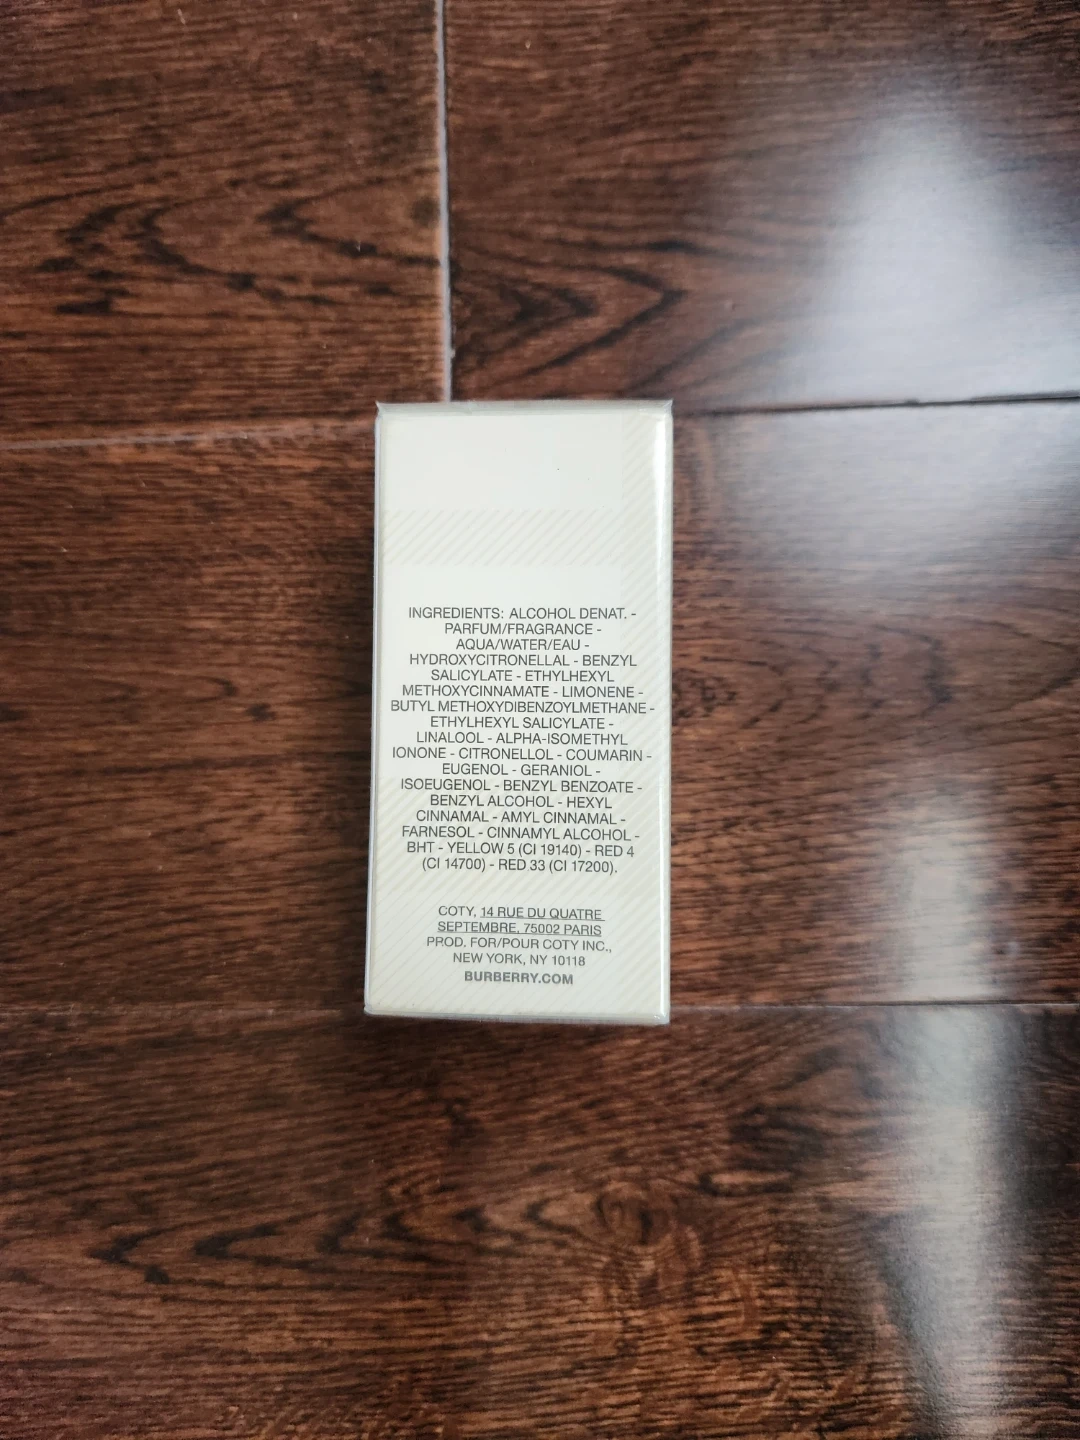 INGREDIENTS: ALCOHOL DENAT. -
PARFUM/FRAGRANCE -
AQUA/WATER/EAU -
HYDROXYCITRONELLAL - BENZYL
SALICYLATE - ETHYLHEXYL
METHOXYCINNAMATE - LIMONENE -
BUTYL METHOXYDIBENZOYLMETHANE -
ETHYLHEXYL SALICYLATE -
LINALOOL - ALPHA-ISOMETHYL
IONONE - CITRONELLOL - COUMARIN -
EUGENOL - GERANIOL -
ISOEUGENOL - BENZYL BENZOATE -
BENZYL ALCOHOL - HEXYL
CINNAMAL - AMYL CINNAMAL -
FARNESOL - CINNAMYL ALCOHOL -
BHT - YELLOW 5 (CI 19140) - RED 4
(CI 14700) - RED 33 (CI 17200).
COTY, 14 RUE DU QUATRE
SEPTEMBRE, 75002 PARIS
PROD. FOR/POUR COTY INC.,
NEW YORK, NY 10118
BURBERRY.COM